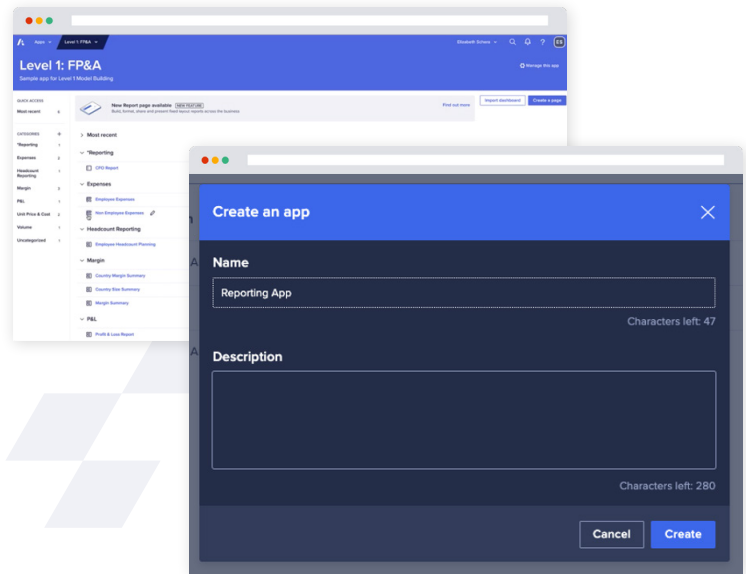 Apps
Level 1: FP&A
Elisabeth Schere
ES
Level 1: FP&A
Sample app for Level 1 Model Building
Manage this app
QUICK ACCESS
Most recent
CATEGORIES
*Reporting
Expenses
Headcount
Reporting
Margin
P&L
Unit Price & Cost
Volume
Uncategorised
New Report page available NEW FEATURE
Build, format, share and present fixed layout reports across the business
Find out more
Import dashboard
Create a page
Most recent
*Reporting
CFO Report
Expenses
Employee Expenses
Non-Employee Expenses
Headcount Reporting
Employee Headcount Planning
Margin
Country Margin Summary
Country Size Summary
Margin Summary
P&L
Profit & Loss Report
Create an app
Name
Reporting App
Characters left: 47
Description
Characters left: 280
Cancel
Create